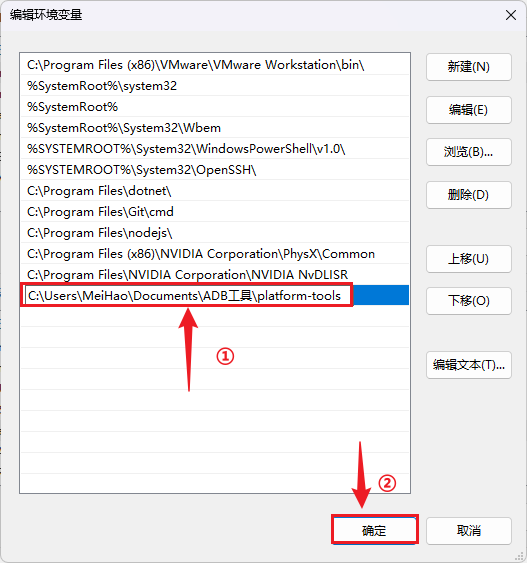 编辑环境变量
C:\Program Files (x86)\VMware\VMware Workstation\bin\
%SystemRoot%\system32
%SystemRoot%
%SystemRoot%\System32\Wbem
%SYSTEMROOT%\System32\WindowsPowerShell\v1.0\
%SYSTEMROOT%\System32\OpenSSH\
C:\Program Files\dotnet\
C:\Program Files\Git\cmd
C:\Program Files\nodejs\
C:\Program Files (x86)\NVIDIA Corporation\PhysX\Common
C:\Program Files\NVIDIA Corporation\NVIDIA NvDLISR
C:\Users\MeiHao\Documents\ADB工具\platform-tools
①
新建(N)
编辑(E)
浏览(B)...
删除(D)
上移(U)
下移(O)
编辑文本(T)...
②
确定
取消